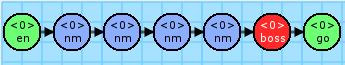 <0> <0> <0> <0> <0> <0> <0>
en nm nm nm nm boss go